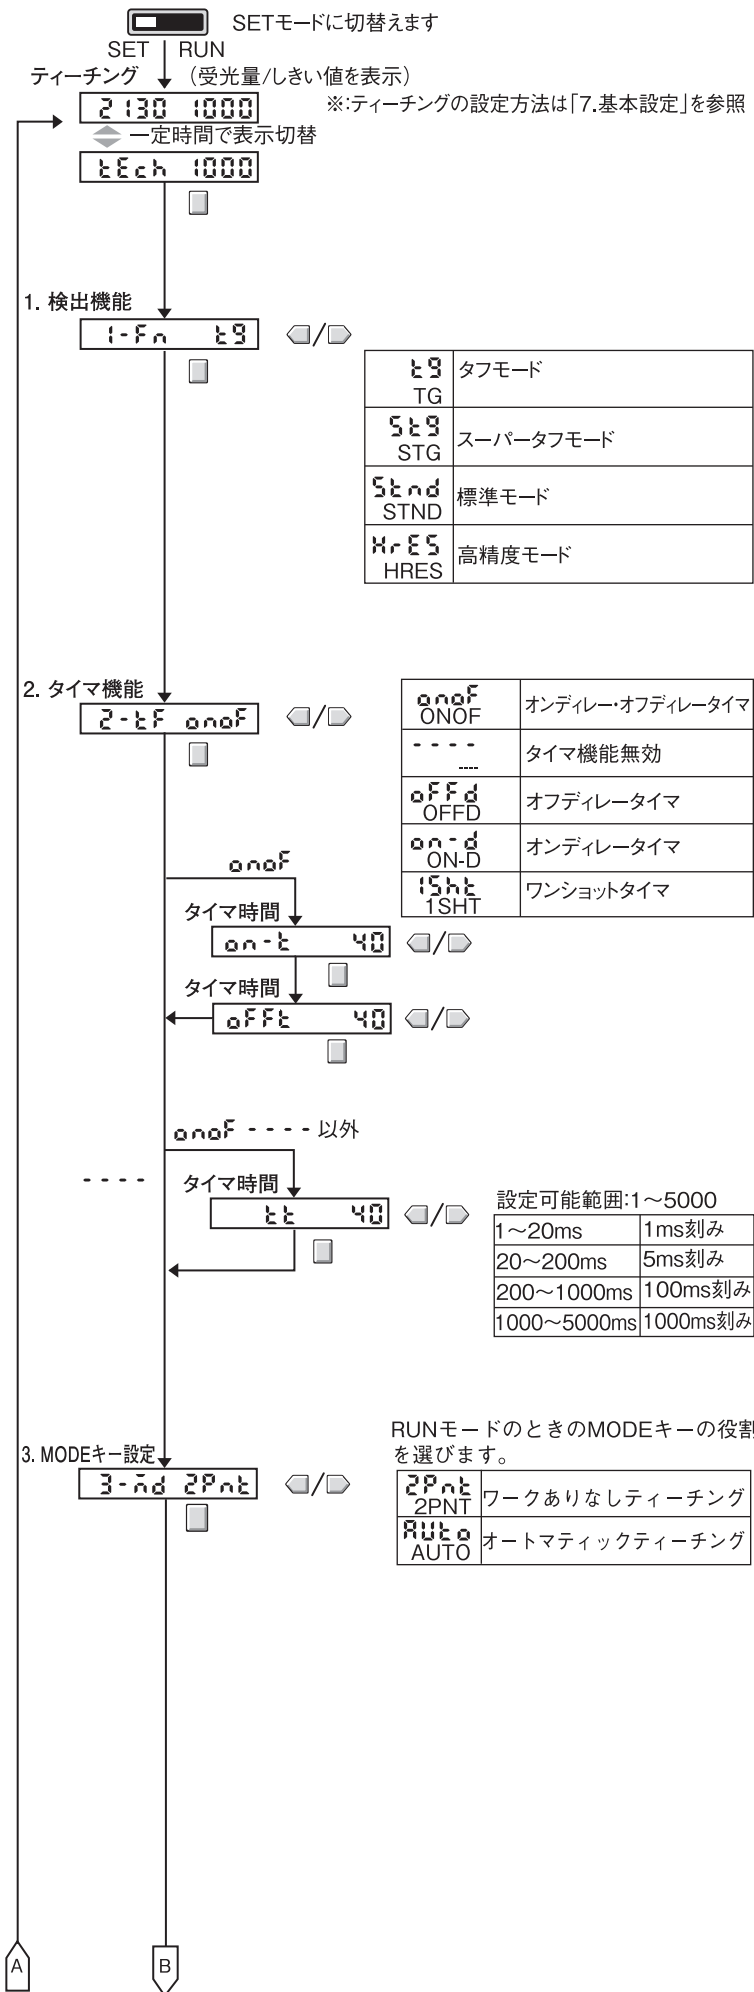 SETモードに切替えます
SET RUN
ティーチング (受光量/しきい値を表示)
2130 1000
※:ティーチングの設定方法は「7.基本設定」を参照
一定時間で表示切替
tEch 1000
1. 検出機能
1-Fn tg
/
tg タフモード
TG
Stg スーパータフモード
STG
Stnd 標準モード
STND
HrES 高精度モード
HRES
2. タイマ機能
2-tF onoF
/
onoF オンディレー・オフディレータイマ
ONOF
---- タイマ機能無効
----
oFFd オフディレータイマ
OFFD
on-d オンディレータイマ
ON-D
1Sht ワンショットタイマ
1SHT
onoF
タイマ時間
on-t 40
/
タイマ時間
oFFt 40
/
onoF ---- 以外
----
タイマ時間
tt 40
/
設定可能範囲:1〜5000
1〜20ms 1ms刻み
20〜200ms 5ms刻み
200〜1000ms 100ms刻み
1000〜5000ms 1000ms刻み
3. MODEキー設定
3-md 2Pnt
/
RUNモードのときのMODEキーの役割
を選びます。
2Pnt ワークありなしティーチング
2PNT
AUto オートマティックティーチング
AUTO
A
B